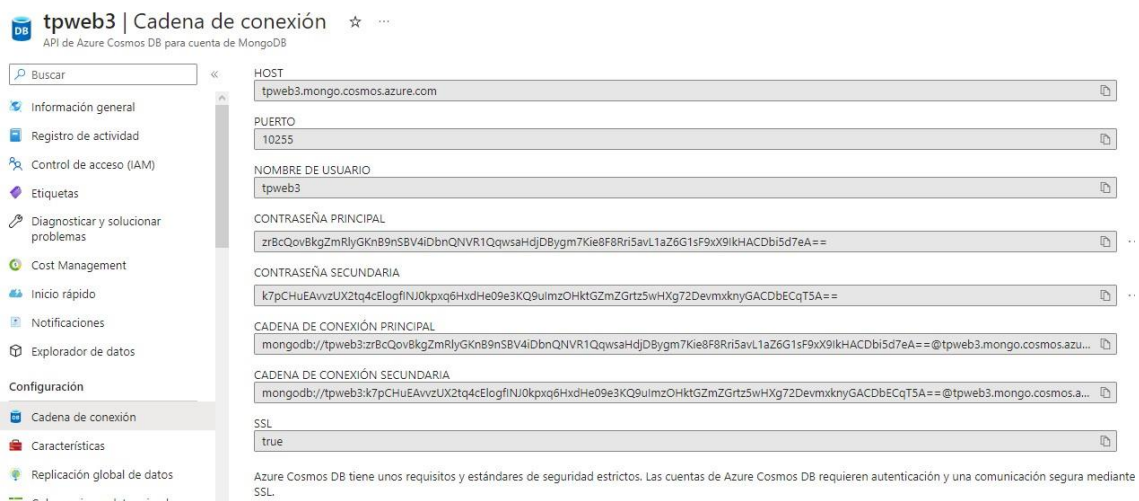 tpweb3 | Cadena de conexión
API de Azure Cosmos DB para cuenta de MongoDB
Buscar
Información general
Registro de actividad
Control de acceso (IAM)
Etiquetas
Diagnosticar y solucionar
problemas
Cost Management
Inicio rápido
Notificaciones
Explorador de datos
Configuración
Cadena de conexión
Características
Replicación global de datos
HOST
tpweb3.mongo.cosmos.azure.com
PUERTO
10255
NOMBRE DE USUARIO
tpweb3
CONTRASEÑA PRINCIPAL
zrBcQovBkgZmRlyGKnB9nSBV4iDbnQNVR1QqwsaHdjDBygm7Kie8F8Rri5avL1aZ6G1sF9xX9IkHACDbi5d7eA==
CONTRASEÑA SECUNDARIA
k7pCHuEAvvzUX2tq4cElogfINJ0kpxq6HxdHe09e3KQ9uImzOHktGZmZGrtz5wHXg72DevmxknyGACDbECqT5A==
CADENA DE CONEXIÓN PRINCIPAL
mongodb://tpweb3:zrBcQovBkgZmRlyGKnB9nSBV4iDbnQNVR1QqwsaHdjDBygm7Kie8F8Rri5avL1aZ6G1sF9xX9IkHACDbi5d7eA==@tpweb3.mongo.cosmos.azu...
CADENA DE CONEXIÓN SECUNDARIA
mongodb://tpweb3:k7pCHuEAvvzUX2tq4cElogfINJ0kpxq6HxdHe09e3KQ9uImzOHktGZmZGrtz5wHXg72DevmxknyGACDbECqT5A==@tpweb3.mongo.cosmos.a...
SSL
true
Azure Cosmos DB tiene unos requisitos y estándares de seguridad estrictos. Las cuentas de Azure Cosmos DB requieren autenticación y una comunicación segura mediante
SSL.